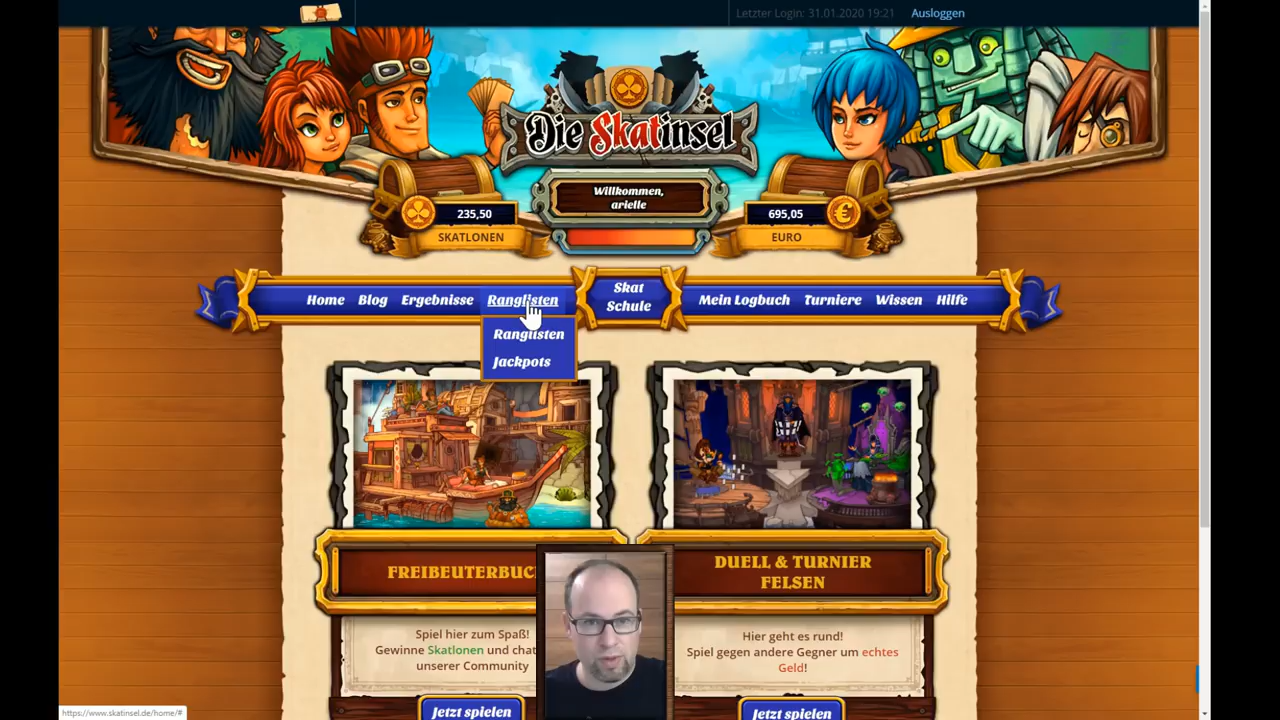 Letzter Login: 31.01.2020 19:21
Ausloggen
Die Skatinsel
Willkommen,
arielle
235,50
SKATLONEN
695,05
EURO
Home
Blog
Ergebnisse
Ranglisten
Skat
Schule
Mein Logbuch
Turniere
Wissen
Hilfe
Ranglisten
Jackpots
FREIBEUTERBUC
Spiel hier zum Spaß!
Gewinne Skatlonen und chat
unserer Community
Jetzt spielen
DUELL & TURNIER
FELSEN
Hier geht es rund!
Spiel gegen andere Gegner um echtes
Geld!
Jetzt spielen
https://www.skatinsel.de/home/#